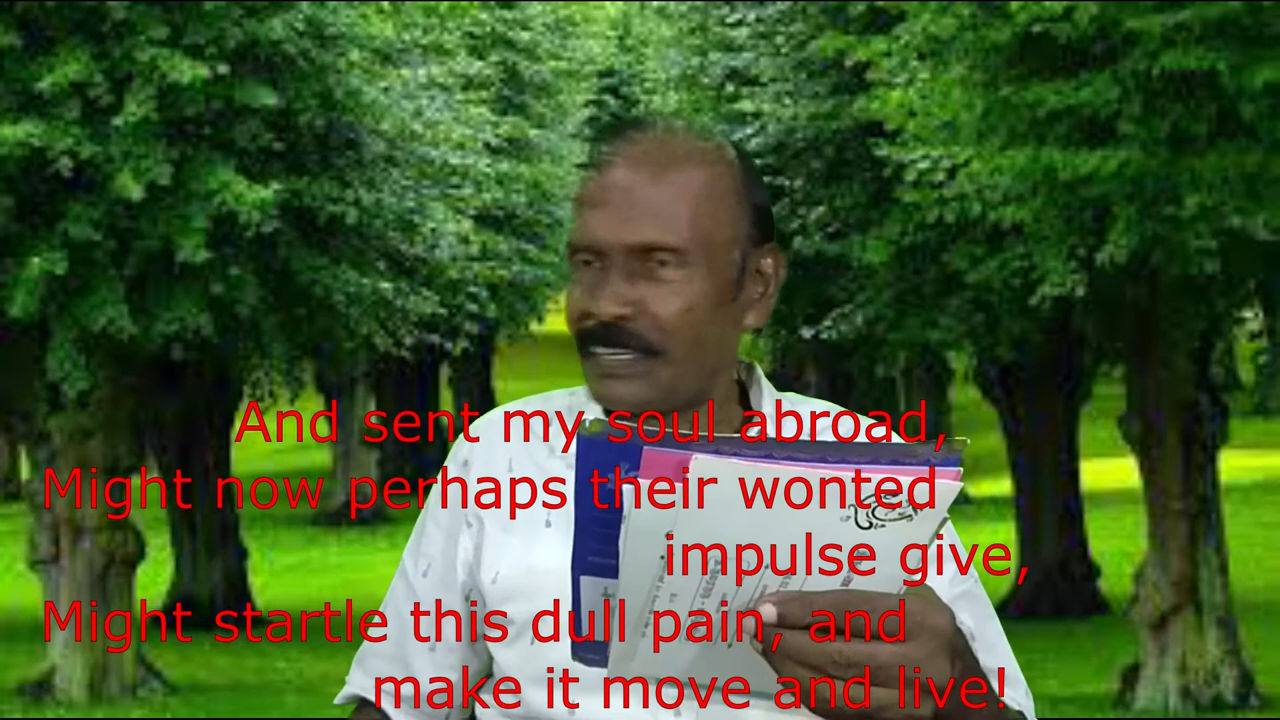 And sent my soul abroad,
Might now perhaps their wonted
impulse give,
Might startle this dull pain, and
make it move and live!